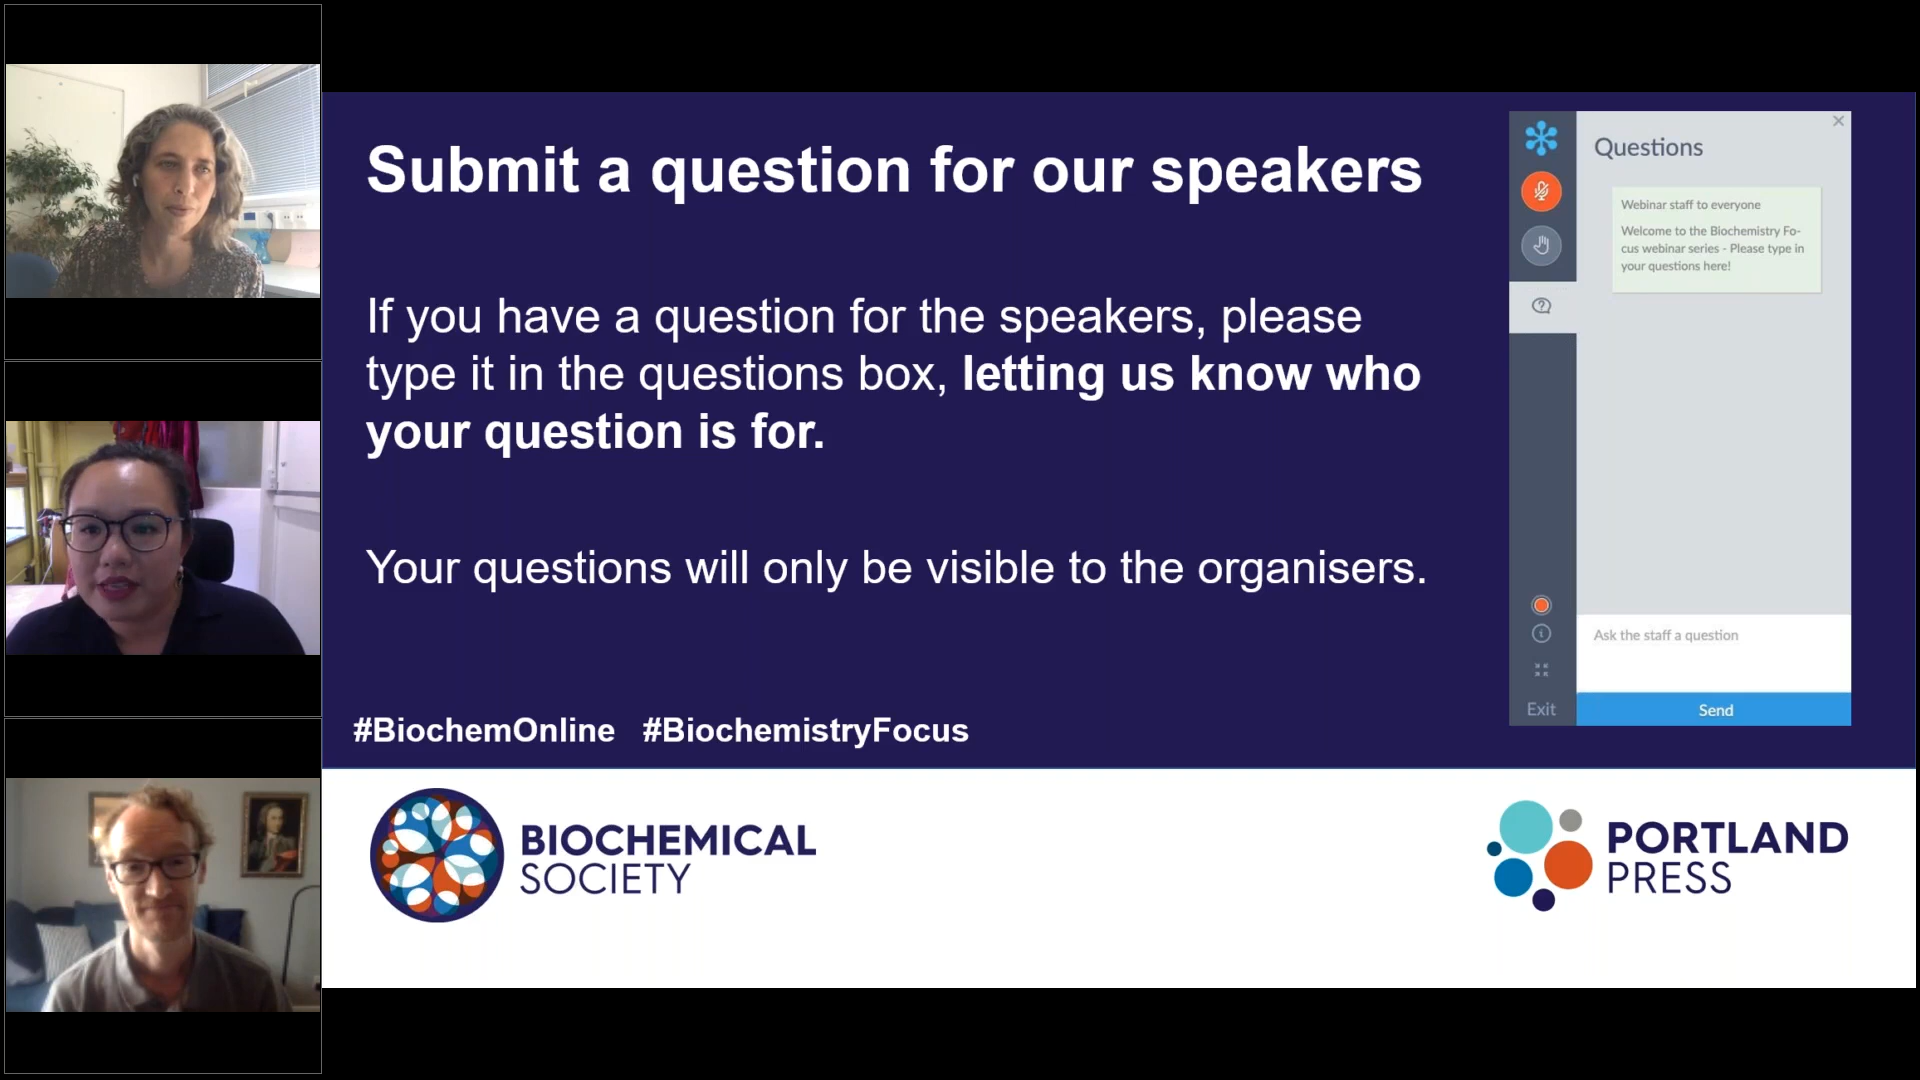 Submit a question for our speakers
If you have a question for the speakers, please
type it in the questions box, letting us know who
your question is for.
Your questions will only be visible to the organisers.
#BiochemOnline #BiochemistryFocus
BIOCHEMICAL
SOCIETY
PORTLAND
PRESS
Questions
Webinar staff to everyone
Welcome to the Biochemistry Fo-
cus webinar series - Please type in
your questions here!
Ask the staff a question
Exit
Send